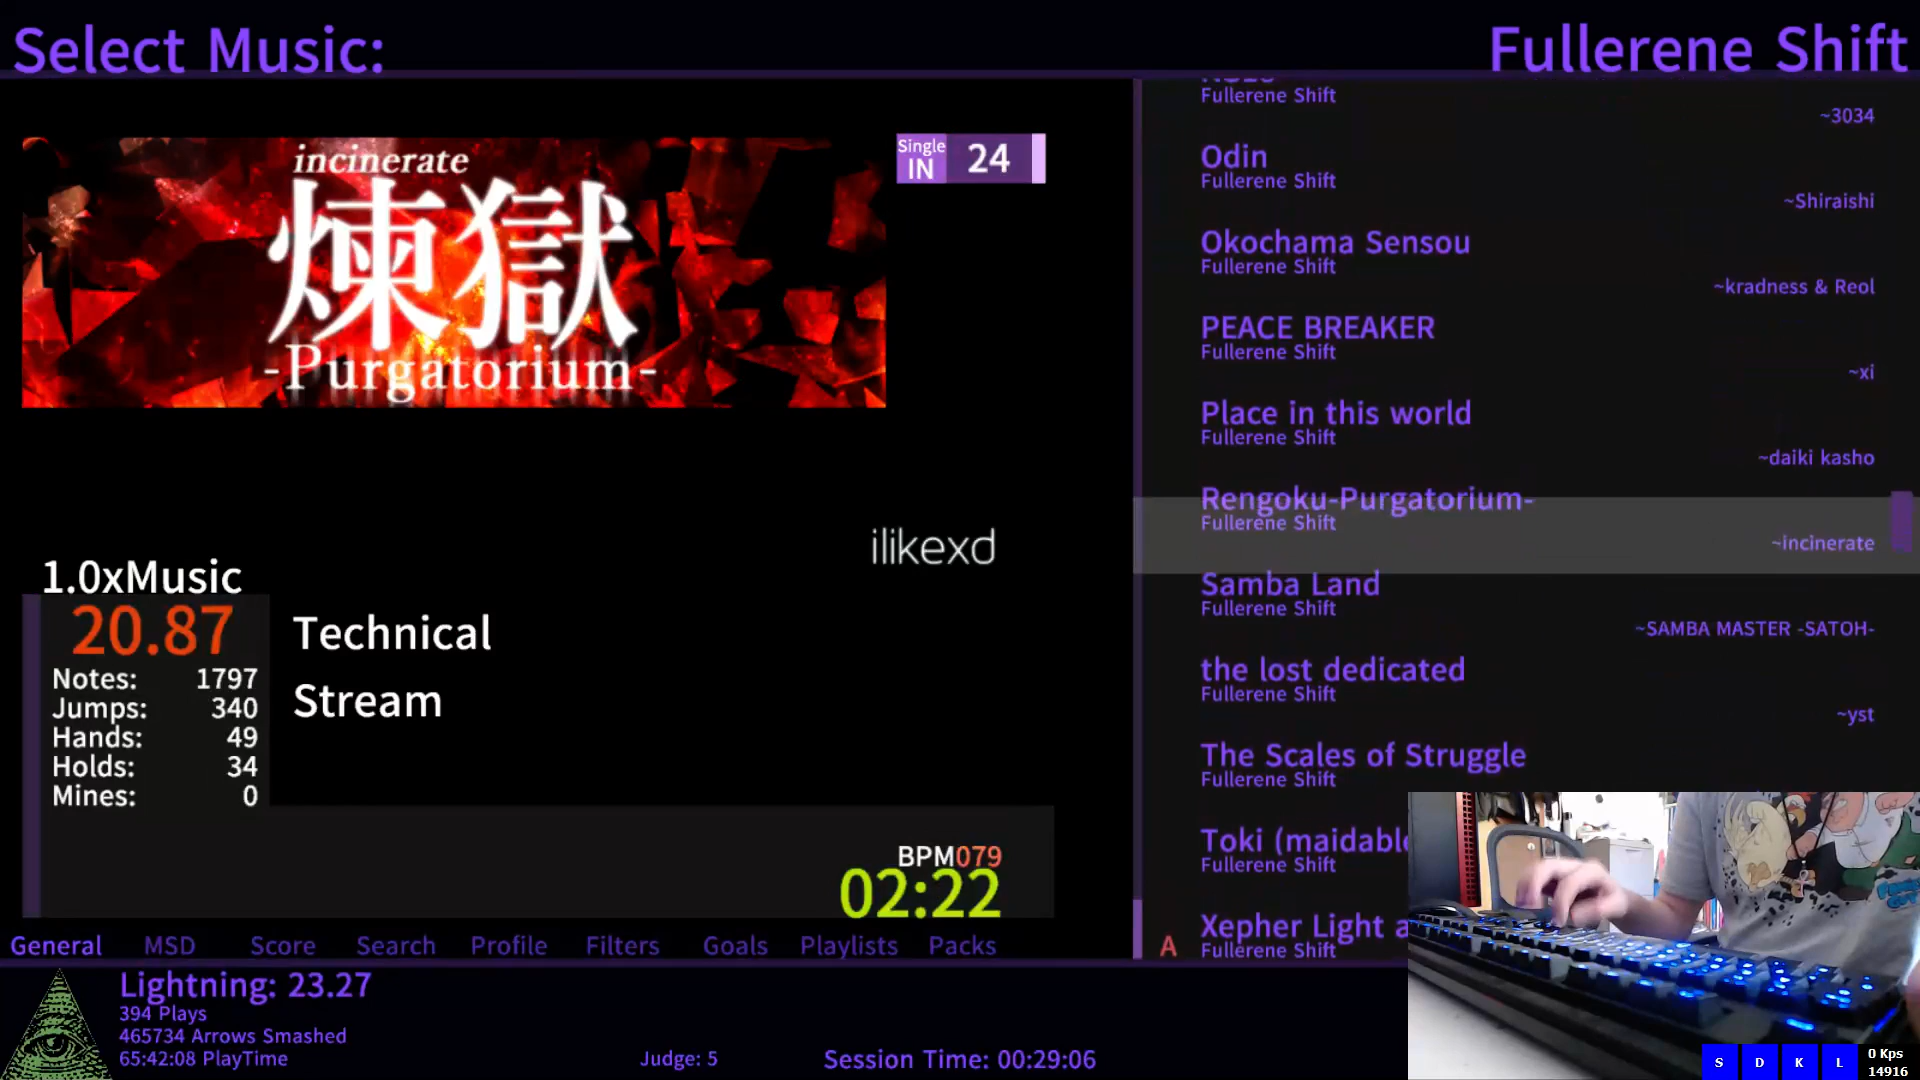 Select Music:
Fullerene Shift
incinerate
煉獄
-Purgatorium-
Single
IN
24
ilikexd
1.0xMusic
20.87
Technical
Stream
Notes: 1797
Jumps: 340
Hands: 49
Holds: 34
Mines: 0
BPM079
02:22
Fullerene Shift
~3034
Odin
Fullerene Shift
~Shiraishi
Okochama Sensou
Fullerene Shift
~kradness & Reol
PEACE BREAKER
Fullerene Shift
~xi
Place in this world
Fullerene Shift
~daiki kasho
Rengoku-Purgatorium-
Fullerene Shift
~incinerate
Samba Land
Fullerene Shift
~SAMBA MASTER -SATOH-
the lost dedicated
Fullerene Shift
~yst
The Scales of Struggle
Fullerene Shift
Toki (maidable
Fullerene Shift
A
Xepher Light a
Fullerene Shift
General MSD Score Search Profile Filters Goals Playlists Packs
Lightning: 23.27
394 Plays
465734 Arrows Smashed
65:42:08 PlayTime
Judge: 5
Session Time: 00:29:06
S D K L
0 Kps
14916